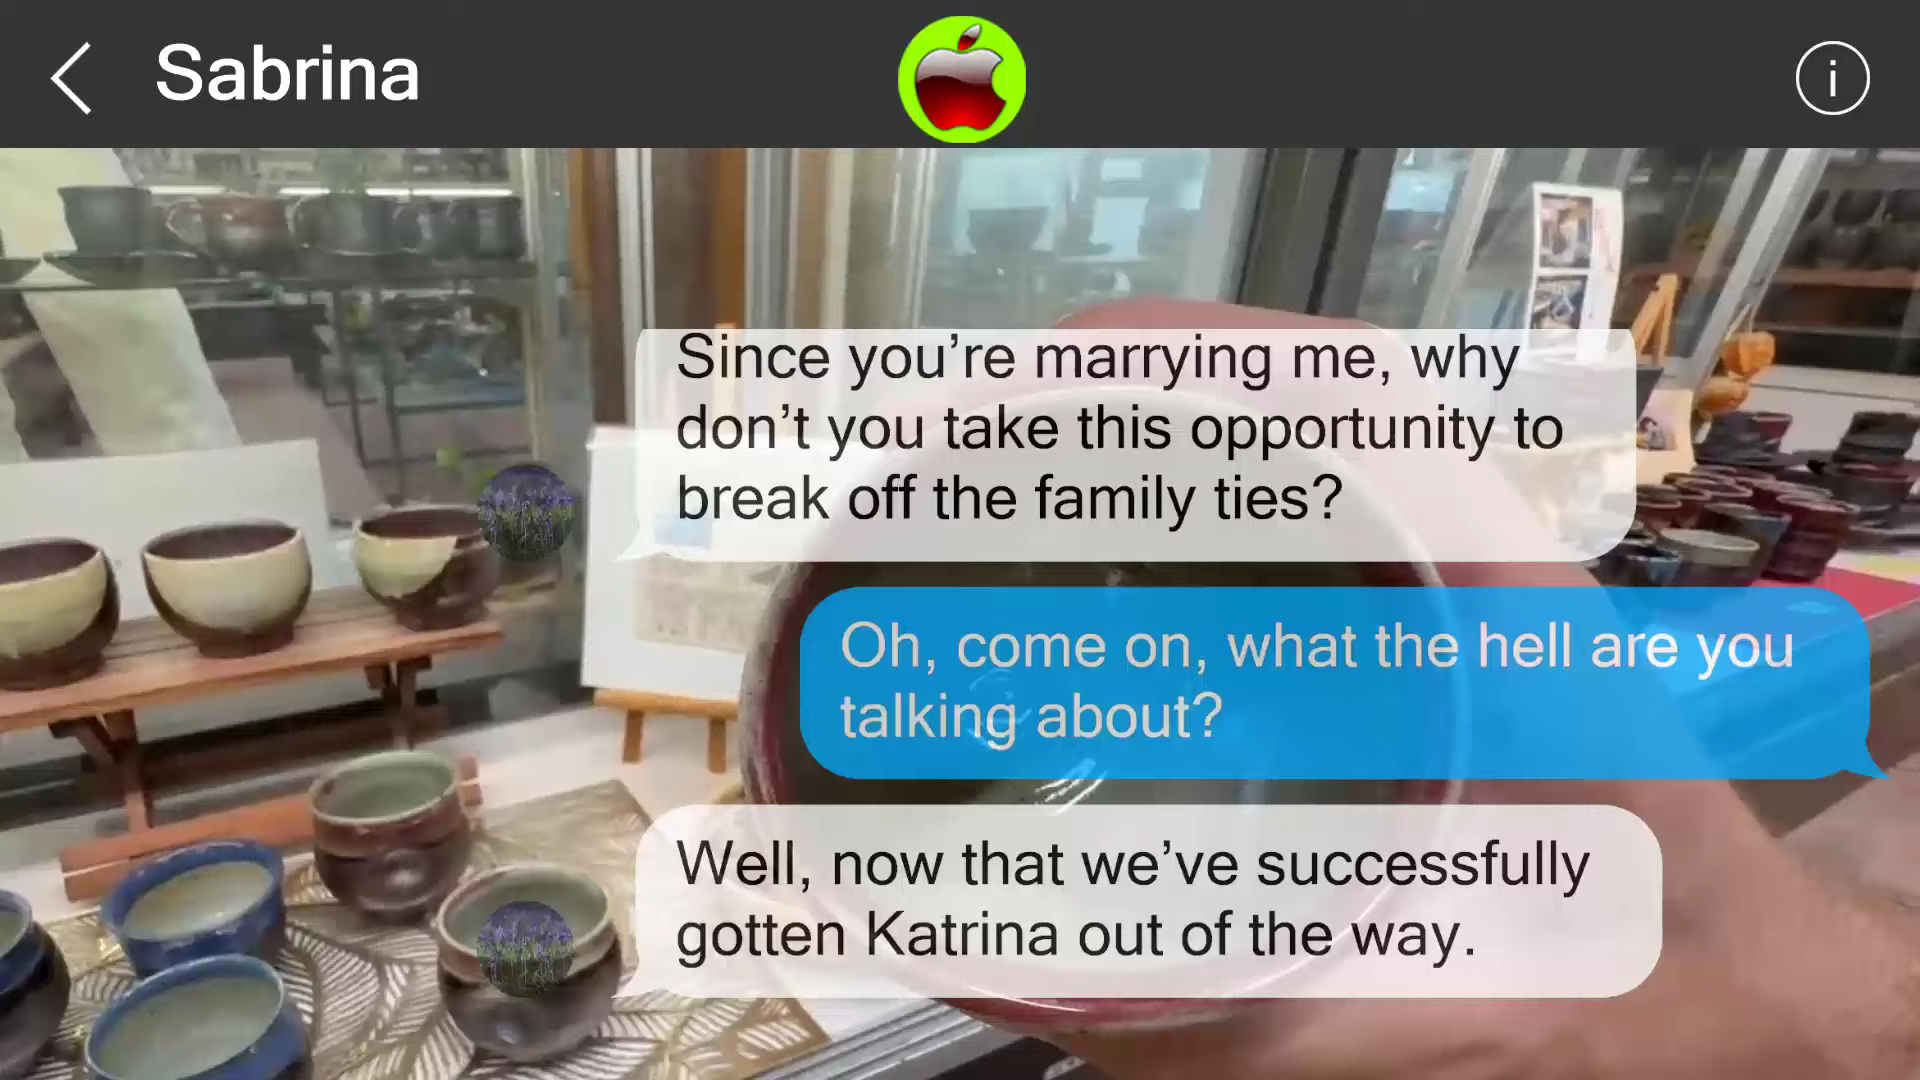 Sabrina
i
Since you’re marrying me, why
don’t you take this opportunity to
break off the family ties?
Oh, come on, what the hell are you
talking about?
Well, now that we’ve successfully
gotten Katrina out of the way.